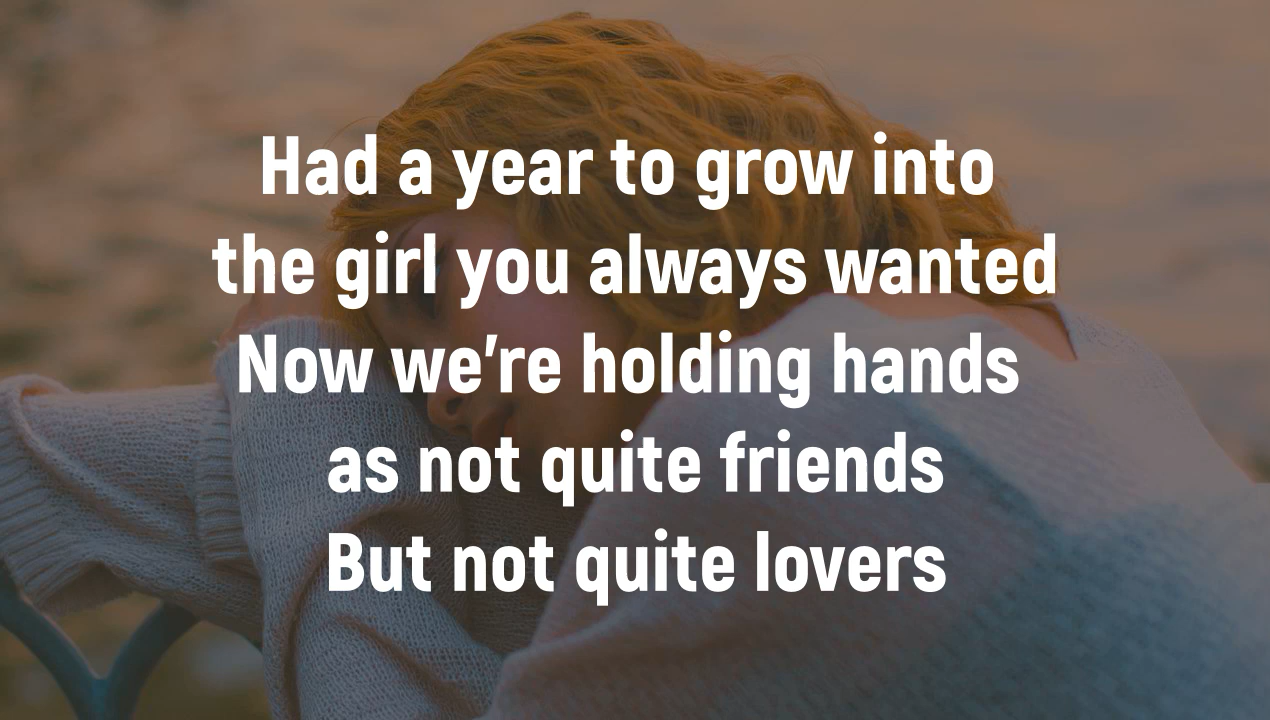 Had a year to grow into
the girl you always wanted
Now we're holding hands
as not quite friends
But not quite lovers